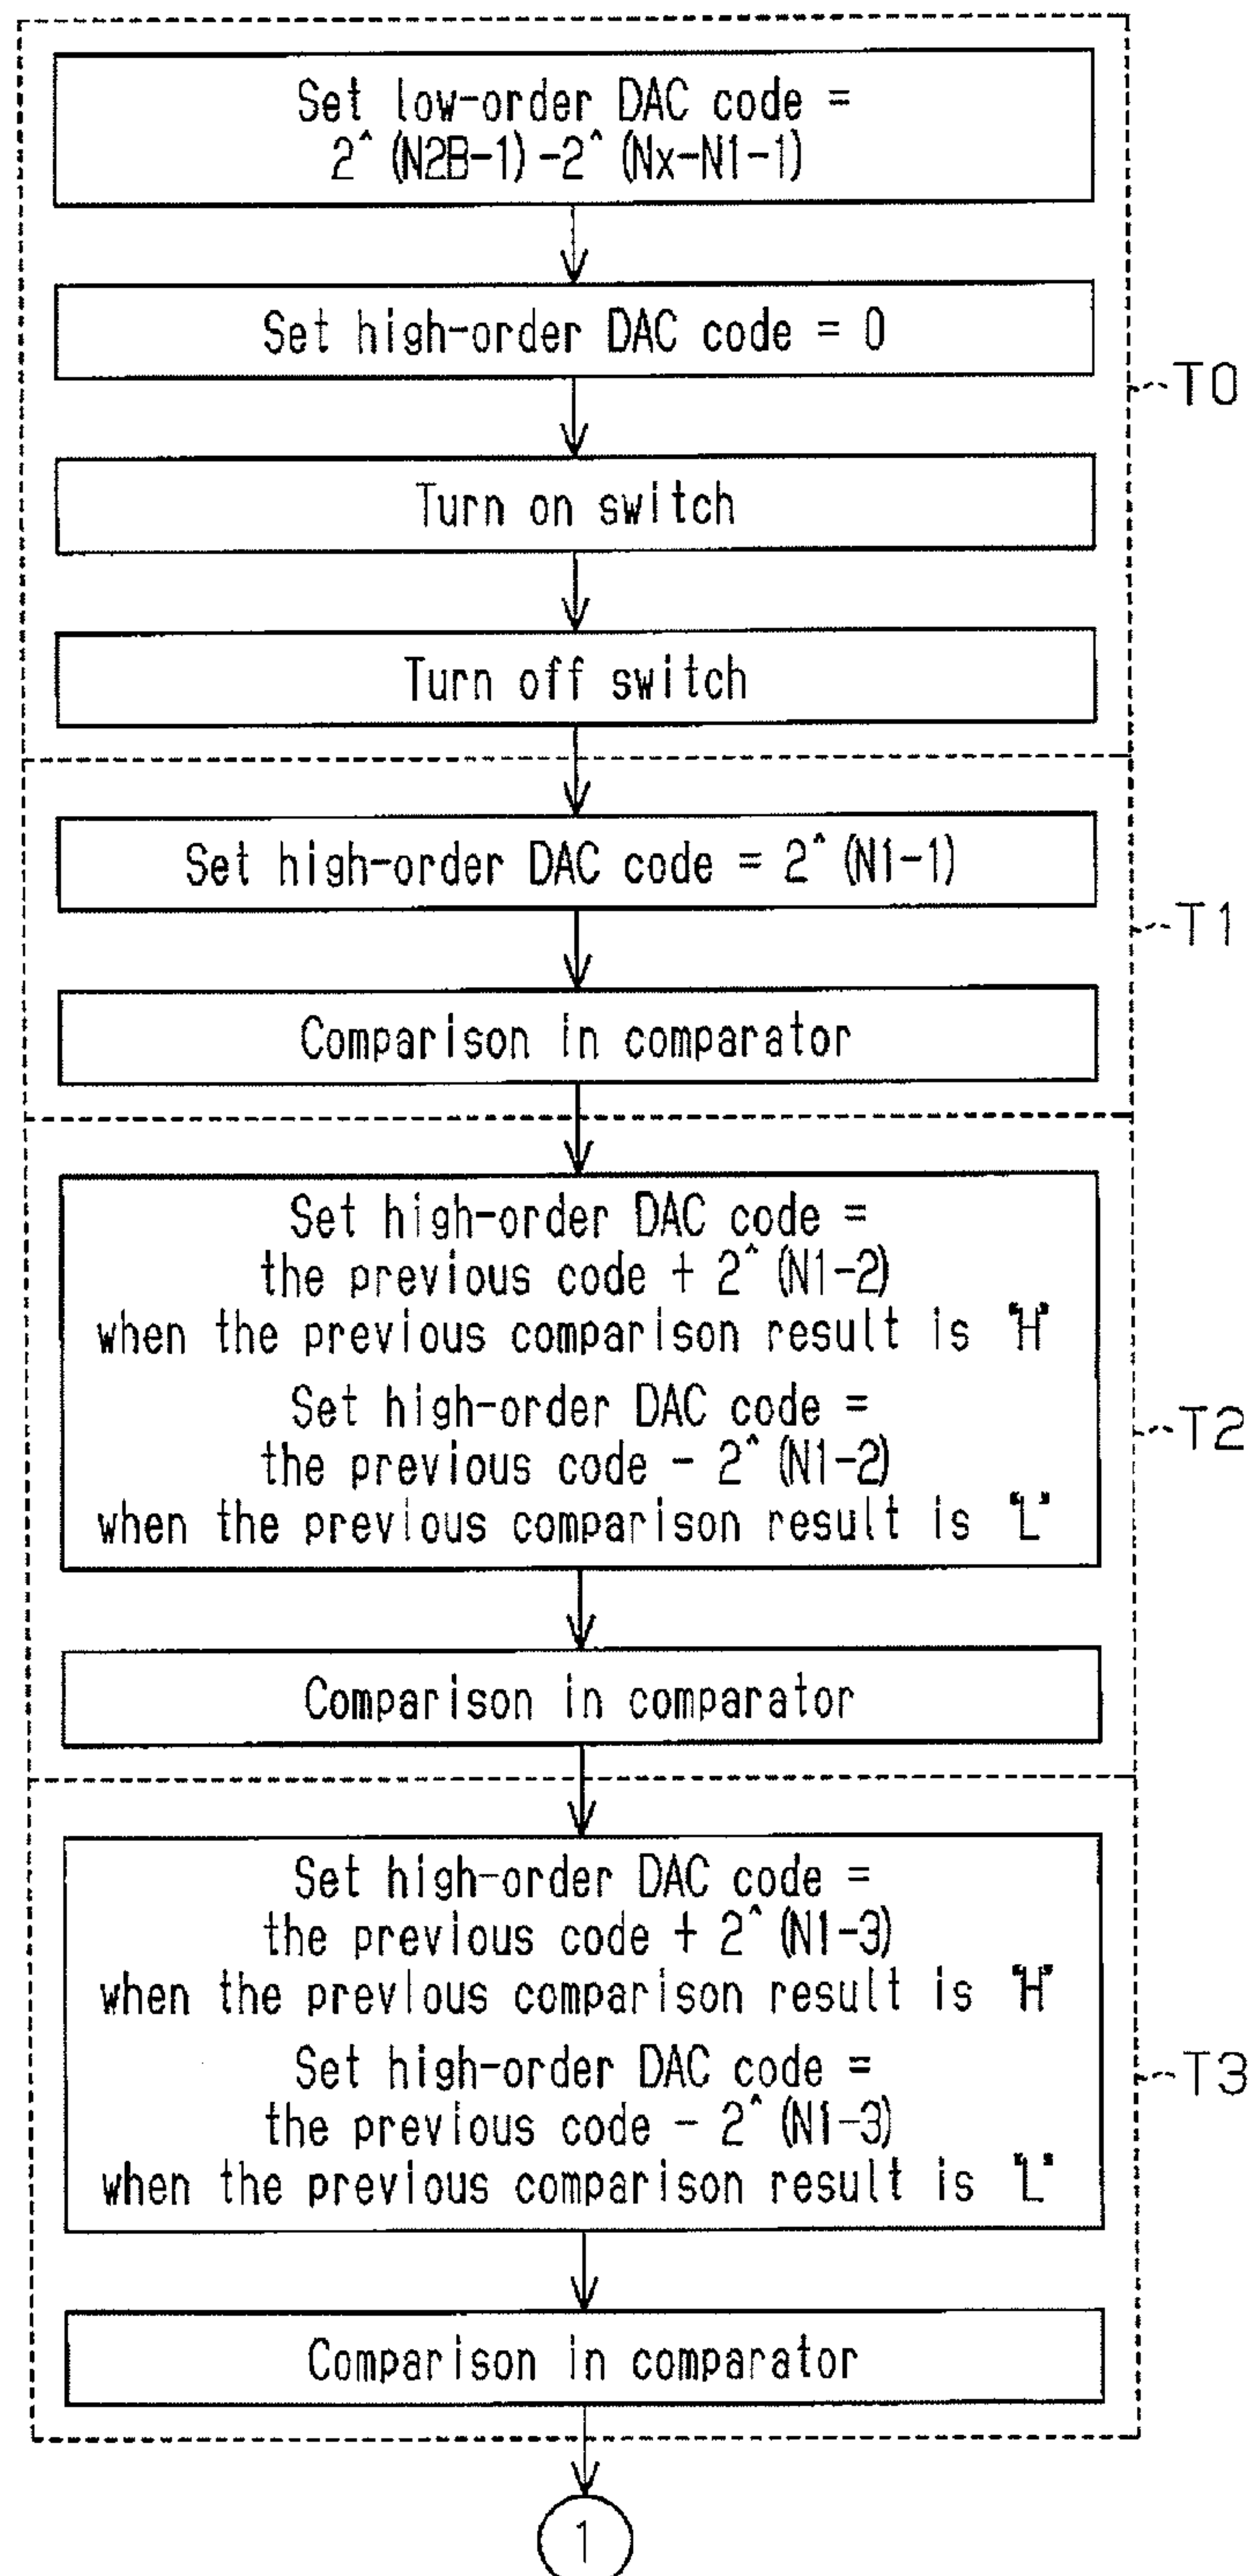 Set low-order DAC code =
2^(N2B-1)-2^(Nx-N1-1)
Set high-order DAC code = 0
T0
Turn on switch
Turn off switch
Set high-order DAC code = 2^(N1-1)
T1
Comparison in comparator
Set high-order DAC code =
the previous code + 2^(N1-2)
when the previous comparison result is "H"
Set high-order DAC code =
the previous code - 2^(N1-2)
when the previous comparison result is "L"
T2
Comparison in comparator
Set high-order DAC code =
the previous code + 2^(N1-3)
when the previous comparison result is "H"
Set high-order DAC code =
the previous code - 2^(N1-3)
when the previous comparison result is "L"
T3
Comparison in comparator
1